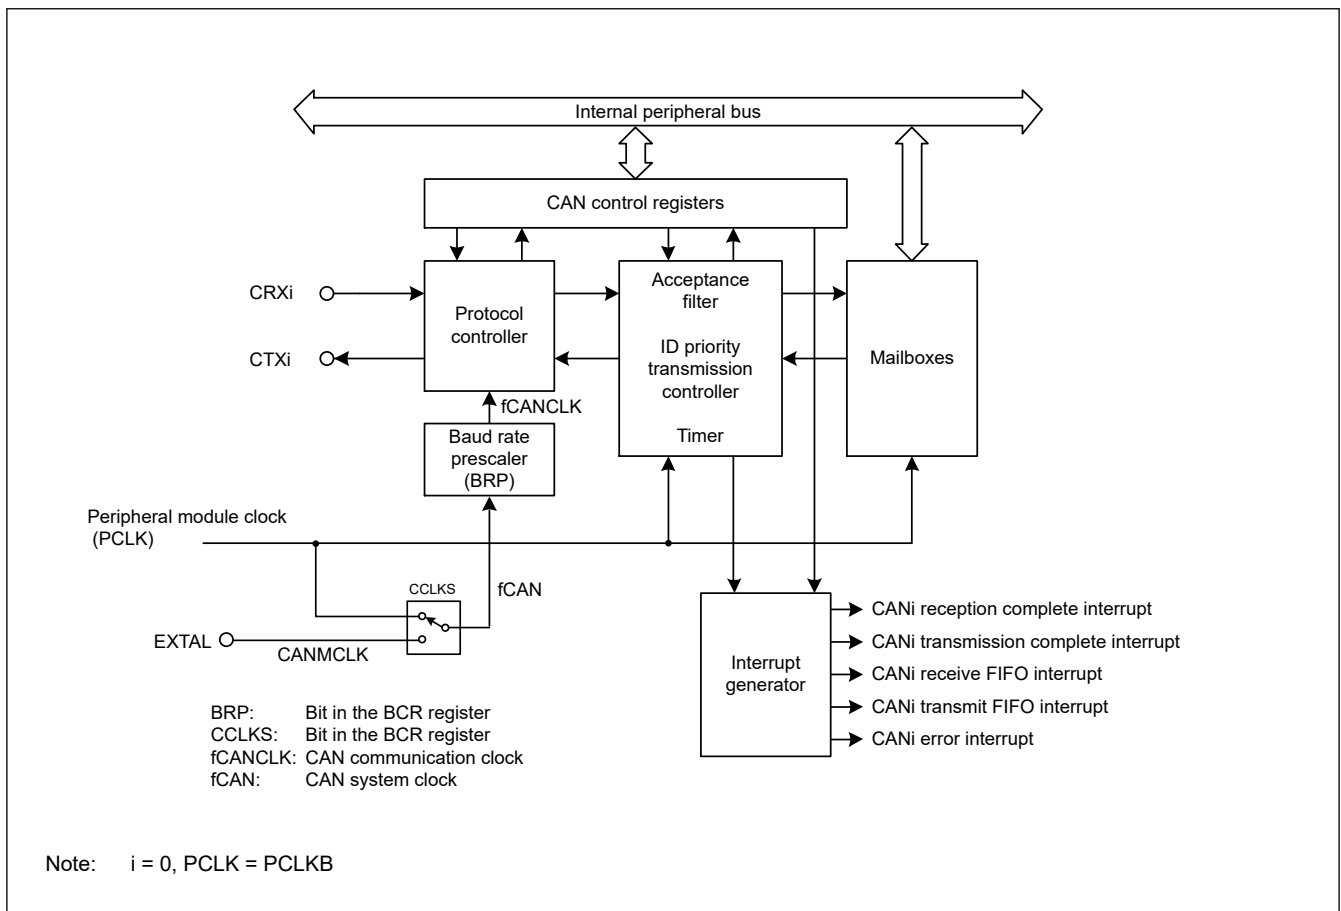 Internal peripheral bus
CAN control registers
CRXi
CTXi
Protocol
controller
Acceptance
filter
ID priority
transmission
controller
Timer
Mailboxes
fCANCLK
Baud rate
prescaler
(BRP)
Peripheral module clock
(PCLK)
CCLKS
fCAN
EXTAL
CANMCLK
Interrupt
generator
CANi reception complete interrupt
CANi transmission complete interrupt
CANi receive FIFO interrupt
CANi transmit FIFO interrupt
CANi error interrupt
BRP: Bit in the BCR register
CCLKS: Bit in the BCR register
fCANCLK: CAN communication clock
fCAN: CAN system clock
Note: i = 0, PCLK = PCLKB